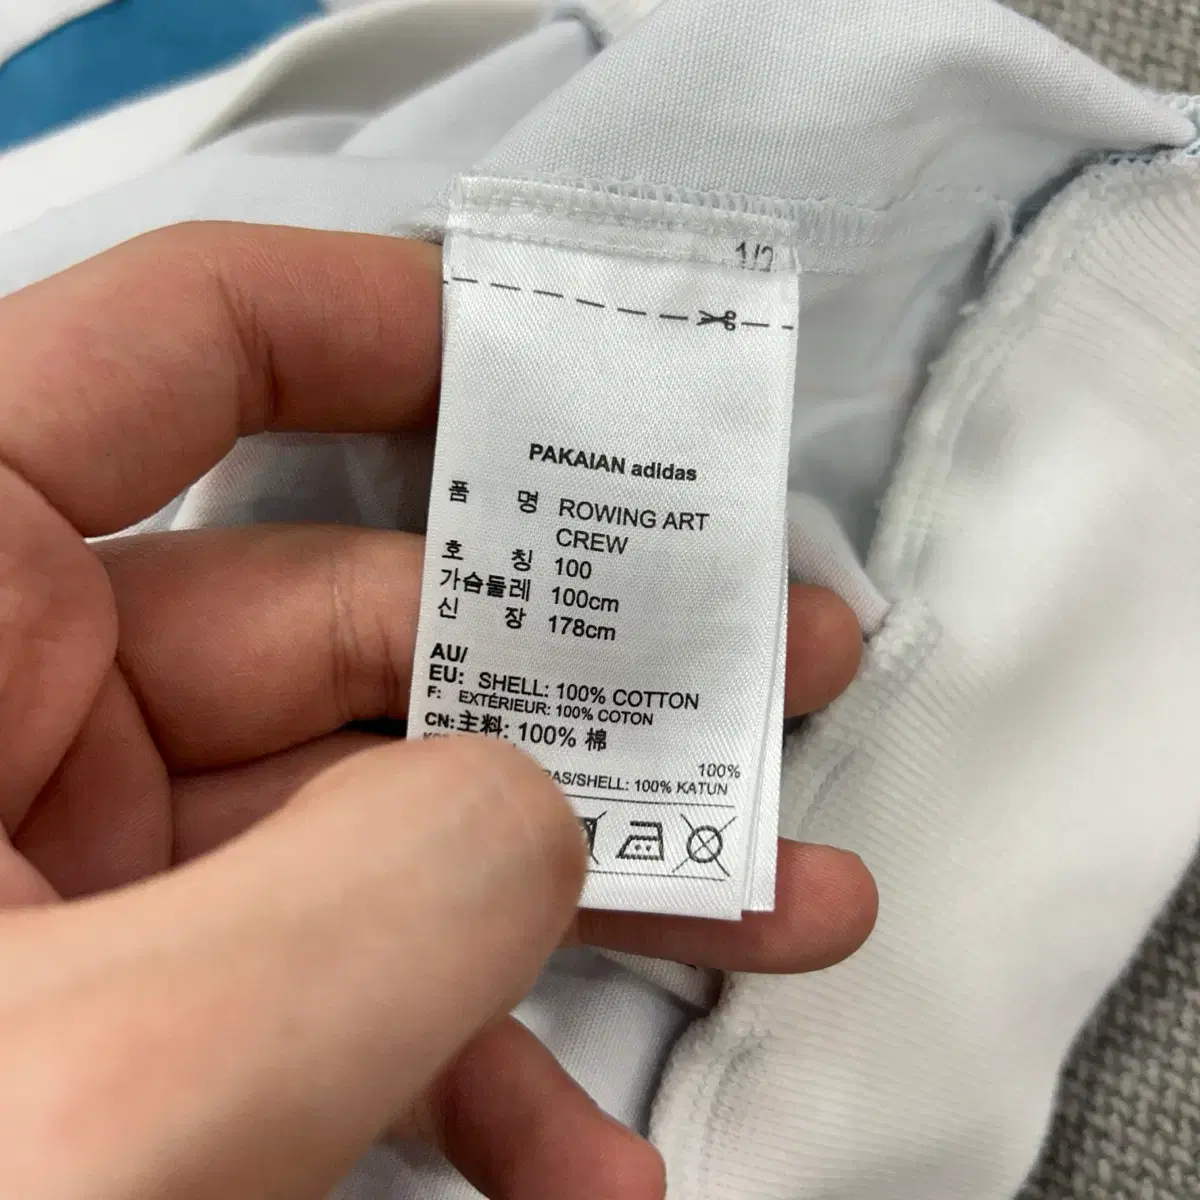 1/2
PAKAIAN adidas
품 명 ROWING ART
CREW
호 칭 100
가슴둘레 100cm
신 장 178cm
AU/
EU: SHELL: 100% COTTON
F: EXTÉRIEUR: 100% COTON
CN:主料: 100% 棉
100%
/SHELL: 100% KATUN